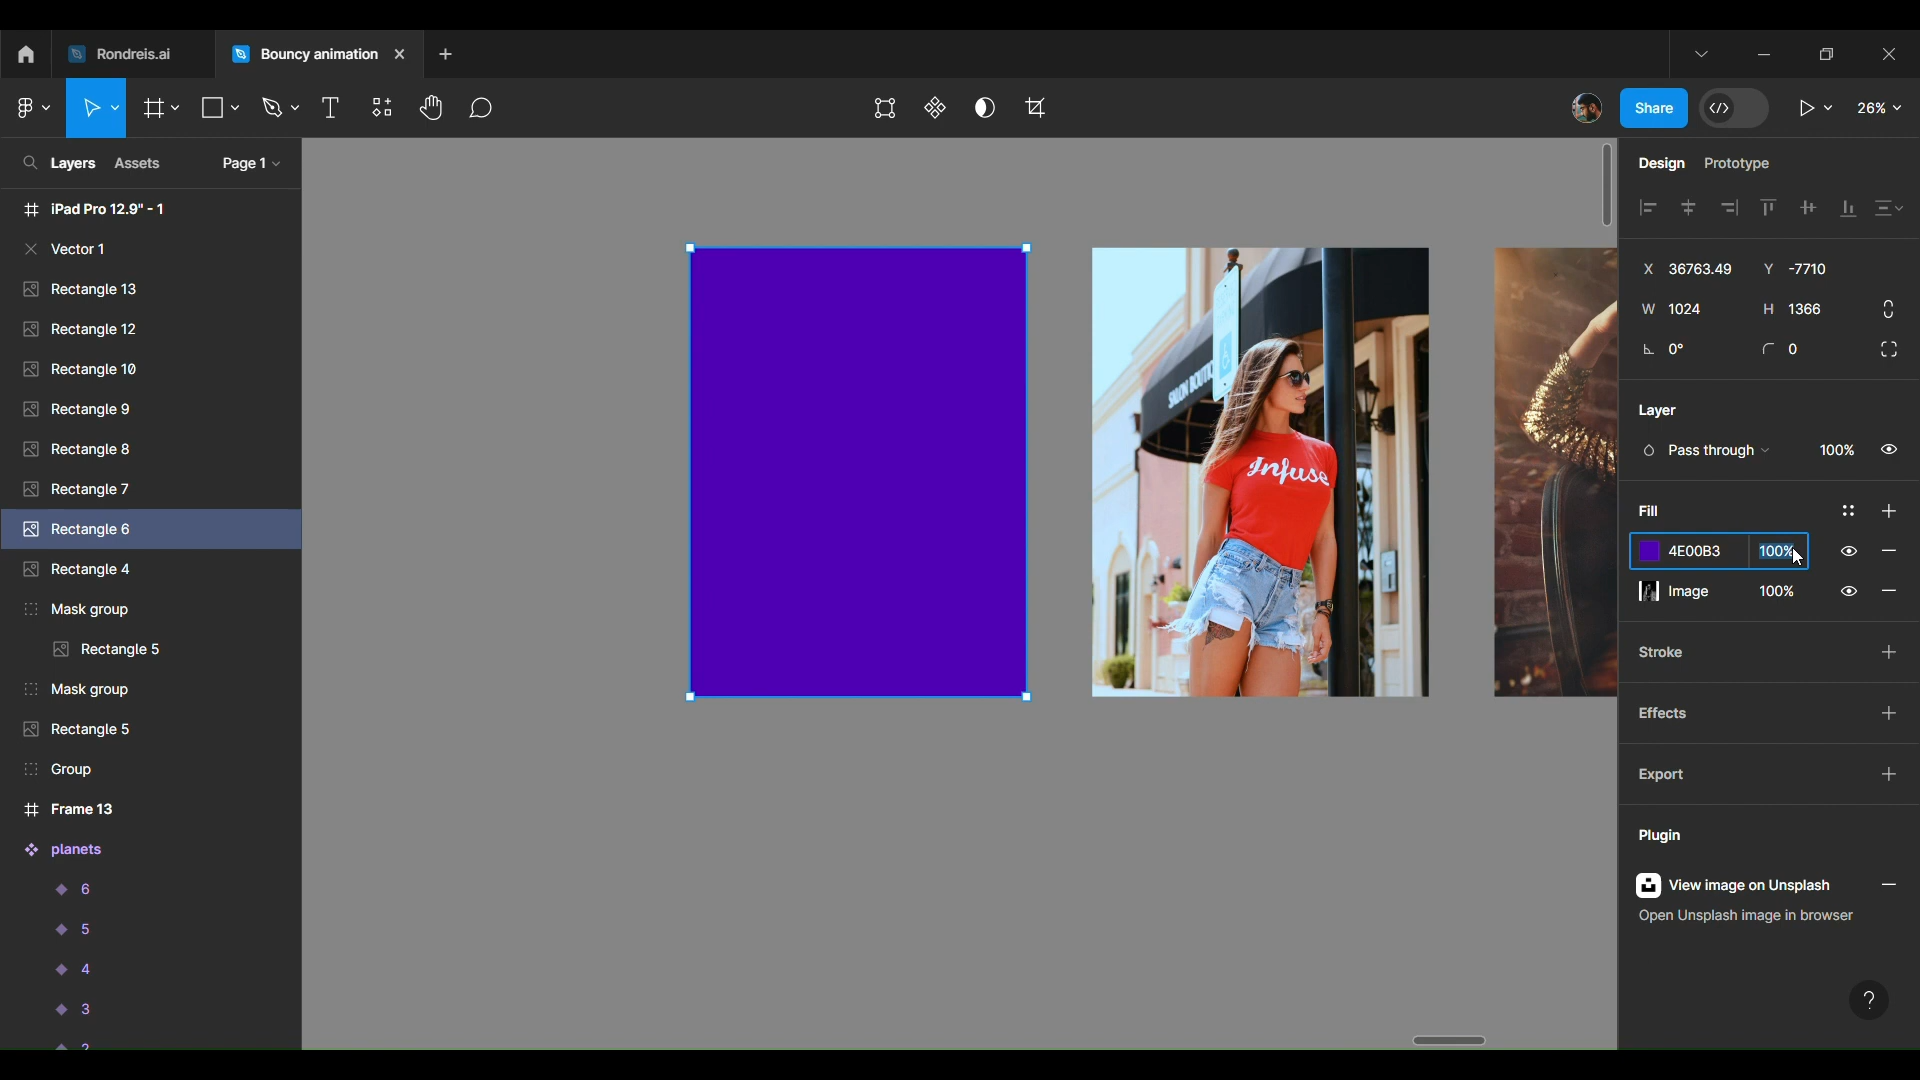 Rondreis.ai
Bouncy animation
Share
26%
Layers
Assets
Page 1
Design
Prototype
iPad Pro 12.9" - 1
Vector 1
Rectangle 13
Rectangle 12
Rectangle 10
Rectangle 9
Rectangle 8
Rectangle 7
Rectangle 6
Rectangle 4
Mask group
Rectangle 5
Mask group
Rectangle 5
Group
Frame 13
planets
6
5
4
3
2
SALON BOUTIQ
Infuse
X 36763.49 Y -7710
W 1024 H 1366
0° 0
Layer
Pass through 100%
Fill
4E00B3 100%
Image 100%
Stroke
Effects
Export
Plugin
View image on Unsplash
Open Unsplash image in browser
?